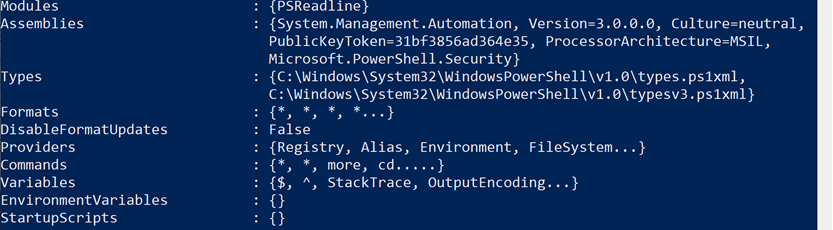 Modules : {PSReadline}
Assemblies : {System.Management.Automation, Version=3.0.0.0, Culture=neutral,
PublicKeyToken=31bf3856ad364e35, ProcessorArchitecture=MSIL,
Microsoft.PowerShell.Security}
Types : {C:\Windows\System32\WindowsPowerShell\v1.0\types.ps1xml,
C:\Windows\System32\WindowsPowerShell\v1.0\typesv3.ps1xml}
Formats : {*, *, *, *...}
DisableFormatUpdates : False
Providers : {Registry, Alias, Environment, FileSystem...}
Commands : {*, *, more, cd.....}
Variables : {$, ^, StackTrace, OutputEncoding...}
EnvironmentVariables : {}
StartupScripts : {}